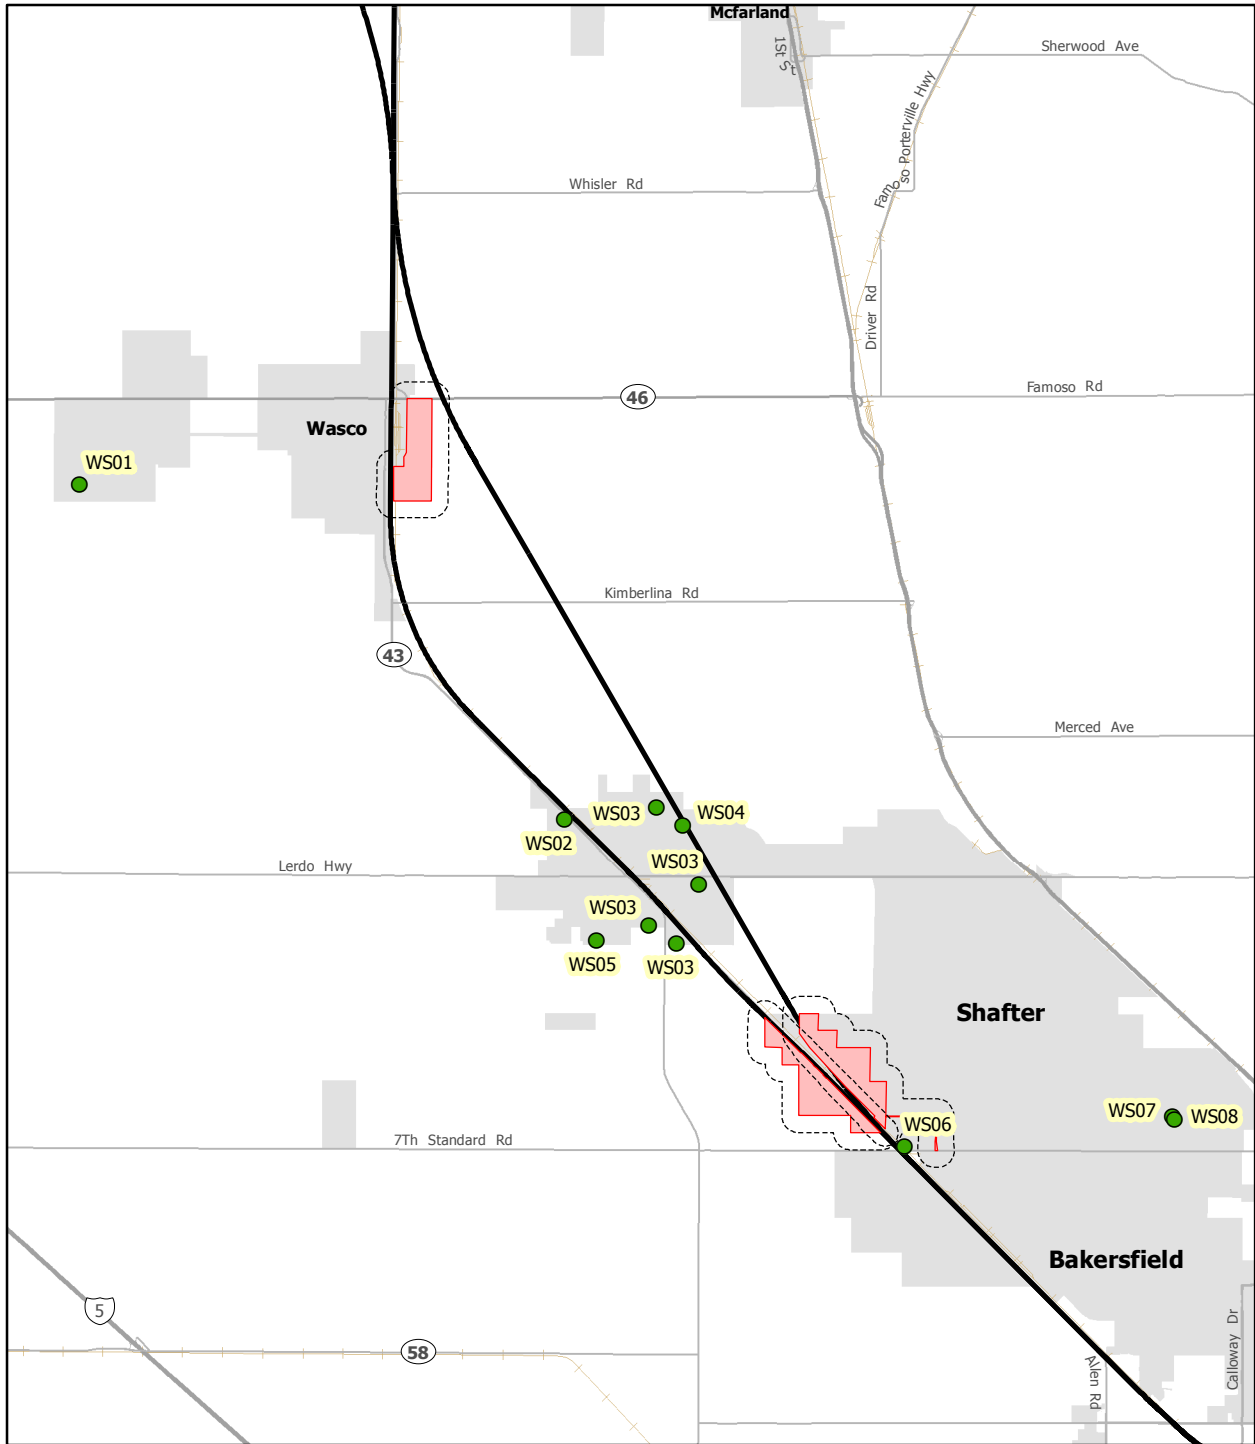 Mcfarland
1St St
Sherwood Ave
Famoso Porterville Hwy
Whisler Rd
Driver Rd
46
Famoso Rd
Wasco
WS01
Kimberlina Rd
43
Merced Ave
WS03
WS04
WS02
WS03
Lerdo Hwy
WS03
WS05
WS03
Shafter
WS07
WS08
WS06
7Th Standard Rd
Bakersfield
5
58
Allen Rd
Calloway Dr